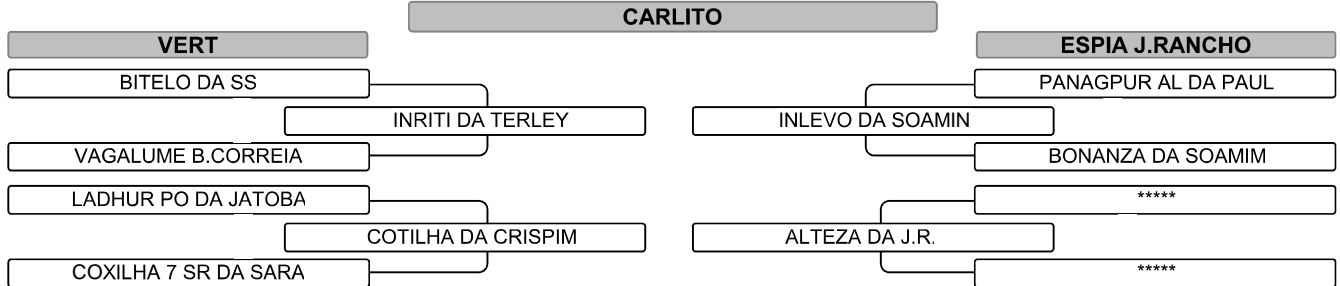 CARLITO
VERT
ESPIA J.RANCHO
BITELO DA SS
PANAGPUR AL DA PAUL
INRITI DA TERLEY
INLEVO DA SOAMIN
VAGALUME B.CORREIA
BONANZA DA SOAMIM
LADHUR PO DA JATOBA
*****
COTILHA DA CRISPIM
ALTEZA DA J.R.
COXILHA 7 SR DA SARA
*****